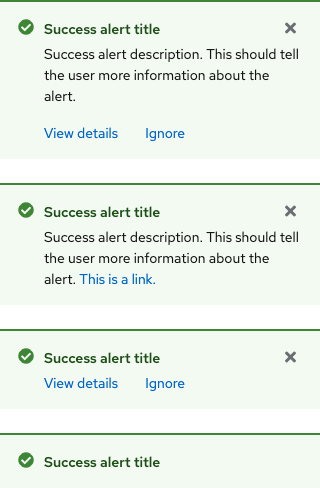 Success alert title
Success alert description. This should tell
the user more information about the
alert.
View details Ignore
Success alert title
Success alert description. This should tell
the user more information about the
alert. This is a link.
Success alert title
View details Ignore
Success alert title